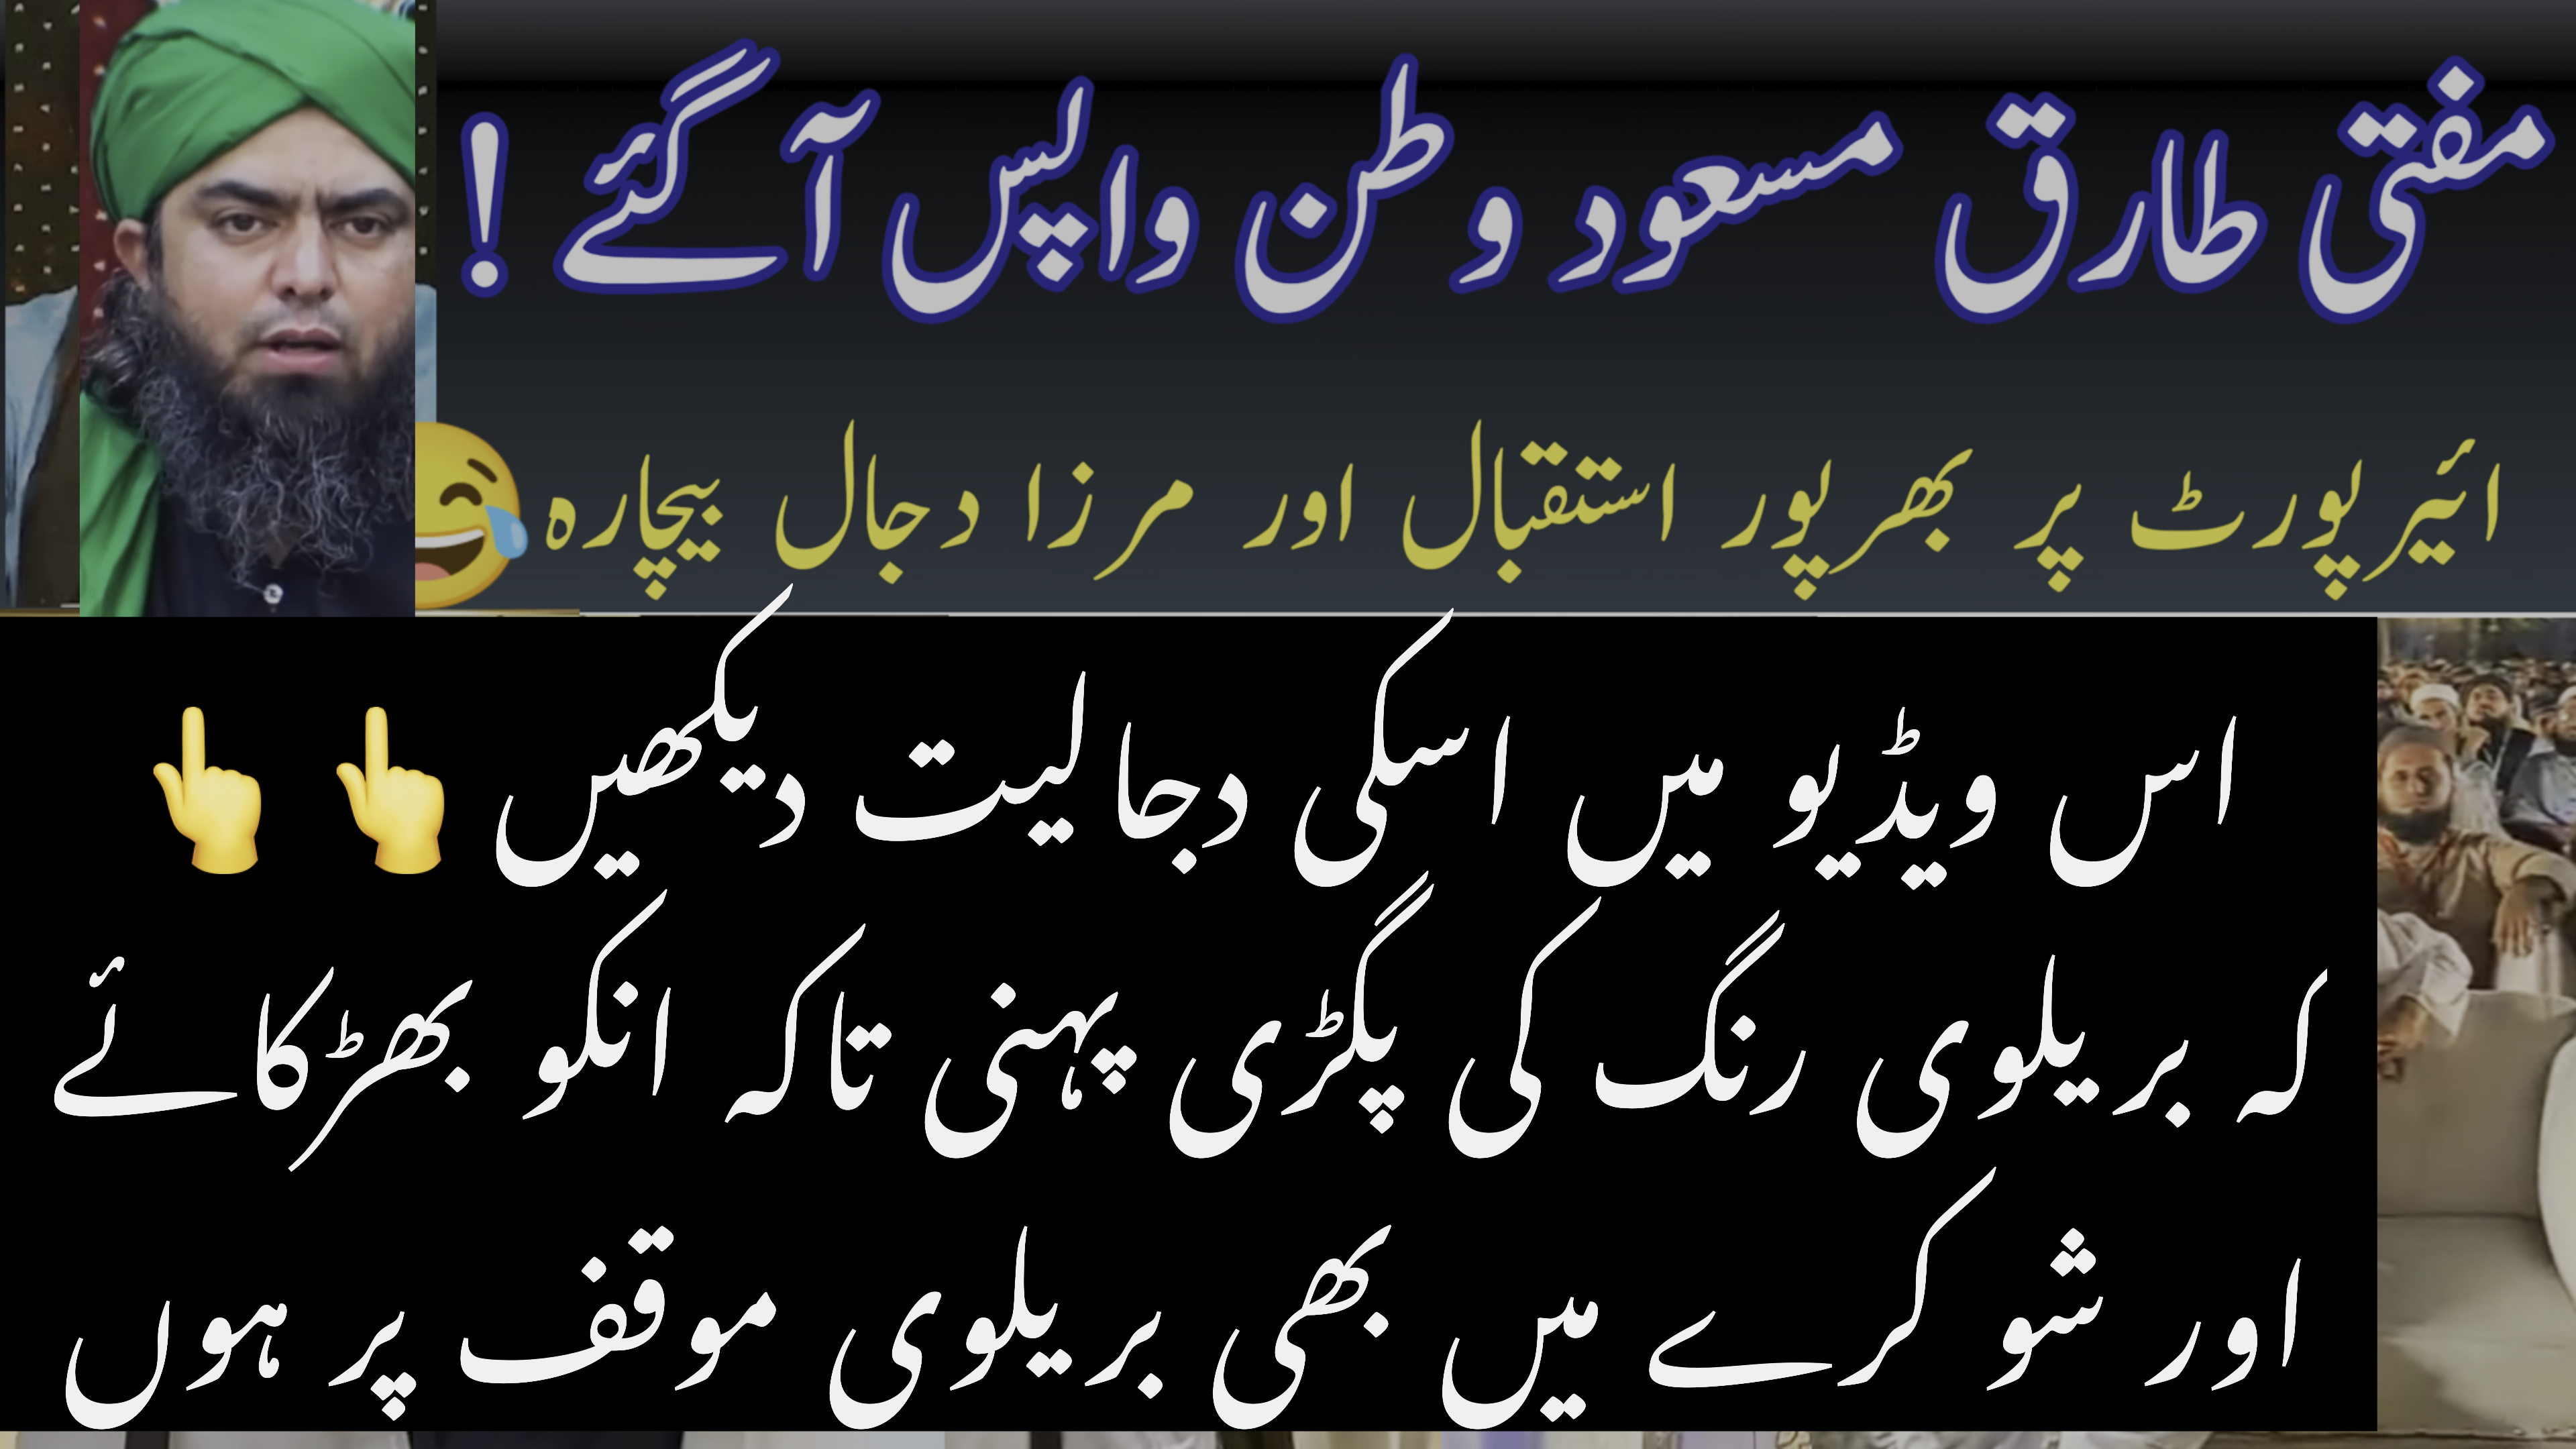 مفتی طارق مسعود وطن واپس آگئے !
ائیرپورٹ پر بھرپور استقبال اور مرزا دجال بیچارہ 😂
اس ویڈیو میں اسکی دجالیت دیکھیں 👆 👆
کہ بریلوی رنگ کی پگڑی پہنی تاکہ انکو بھڑکائے
اور شو کرے میں بھی بریلوی موقف پر ہوں